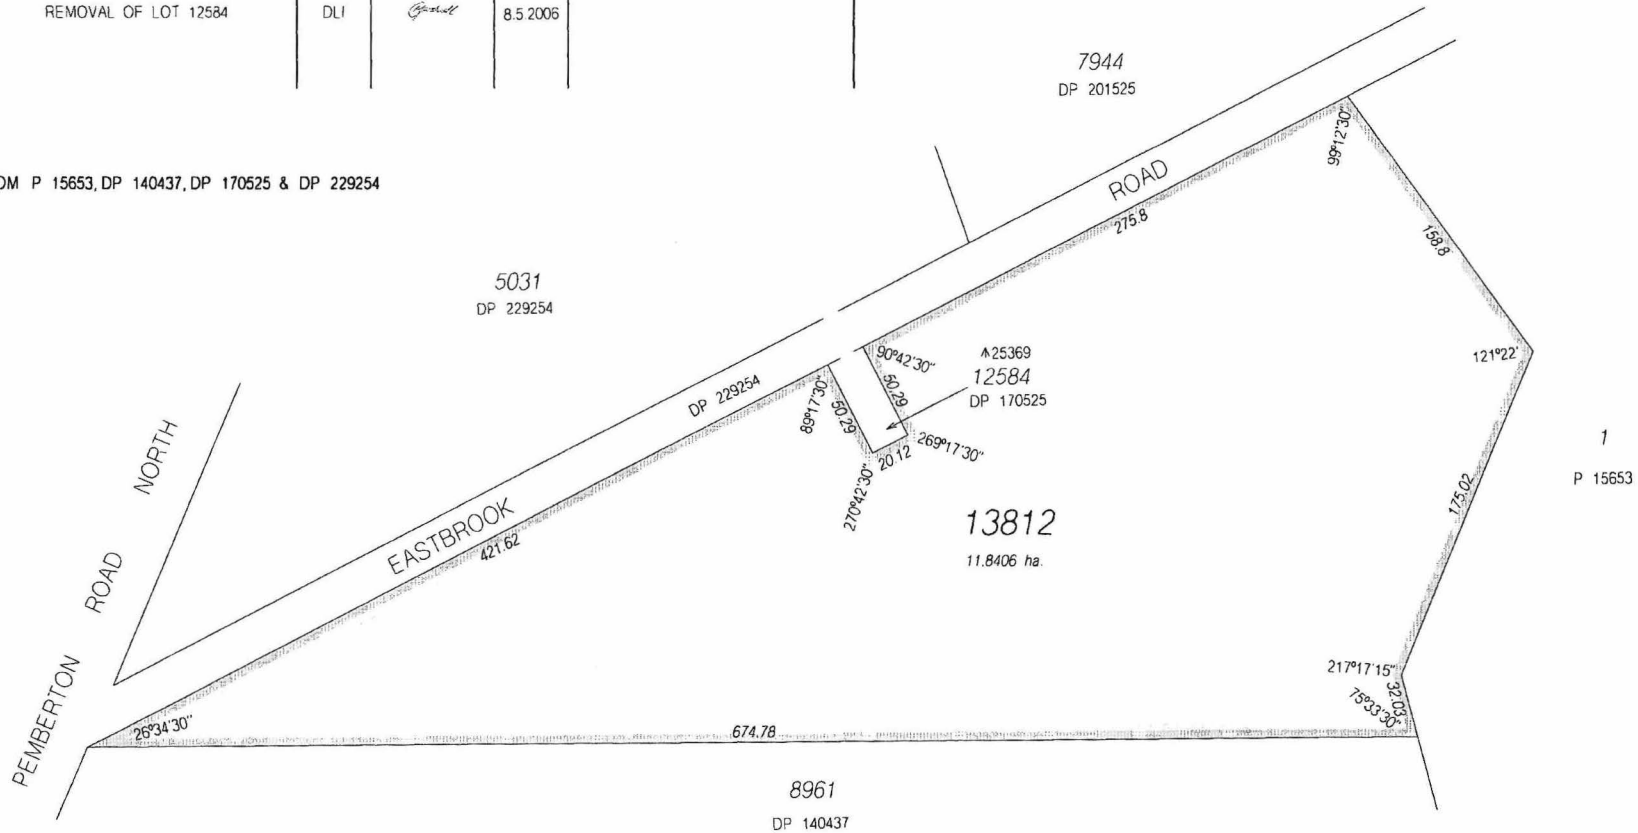 REMOVAL OF LOT 12584 DLI 8.5.2006
7944
DP 201525
OM P 15653, DP 140437, DP 170525 & DP 229254
99°12'30"
ROAD
275.8
158.8
5031
DP 229254
121°22'
90°42'30"
⩚25369
12584
DP 170525
50.29
DP 229254
89°17'30"
50.29
269°17'30"
20.12
270°42'30"
1
P 15653
NORTH
175.02
EASTBROOK
421.62
13812
11.8406 ha.
ROAD
217°17'15"
32.03
75°33'30"
PEMBERTON
26°34'30"
674.78
8961
DP 140437